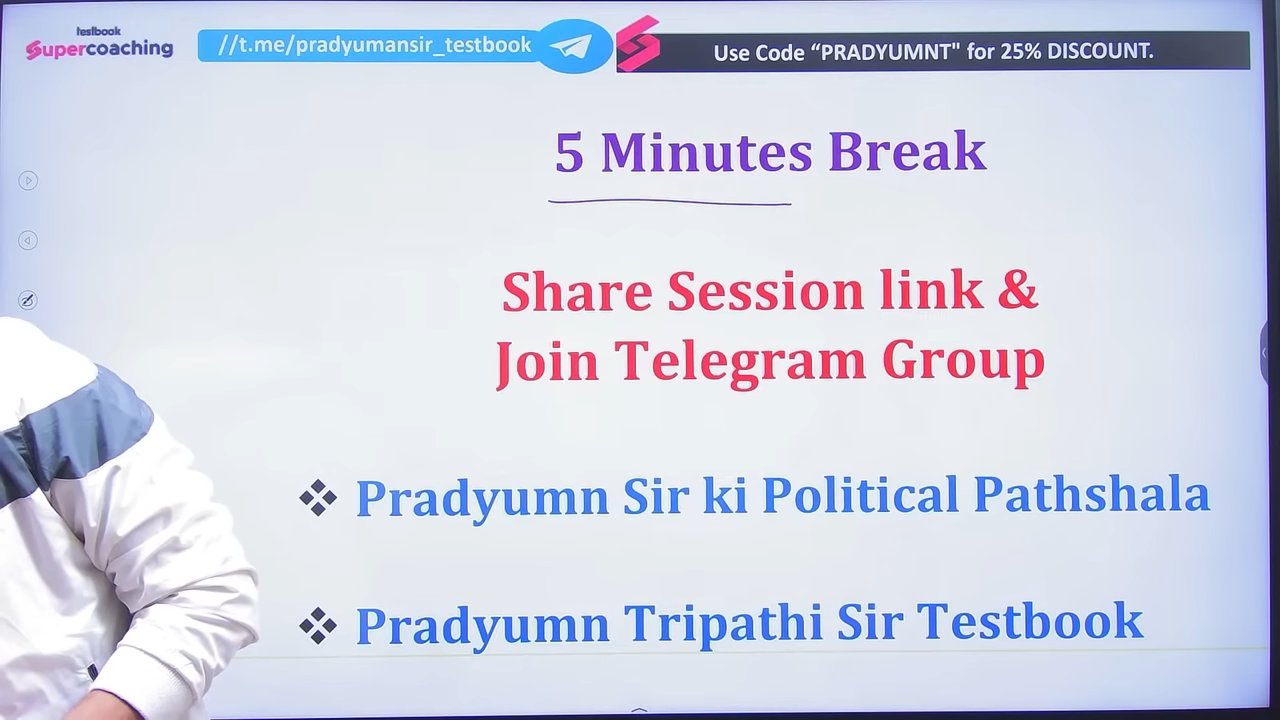 testbook
Supercoaching
//t.me/pradyumansir_testbook
Use Code “PRADYUMNT" for 25% DISCOUNT.
5 Minutes Break
Share Session link &
Join Telegram Group
❖ Pradyumn Sir ki Political Pathshala
❖ Pradyumn Tripathi Sir Testbook